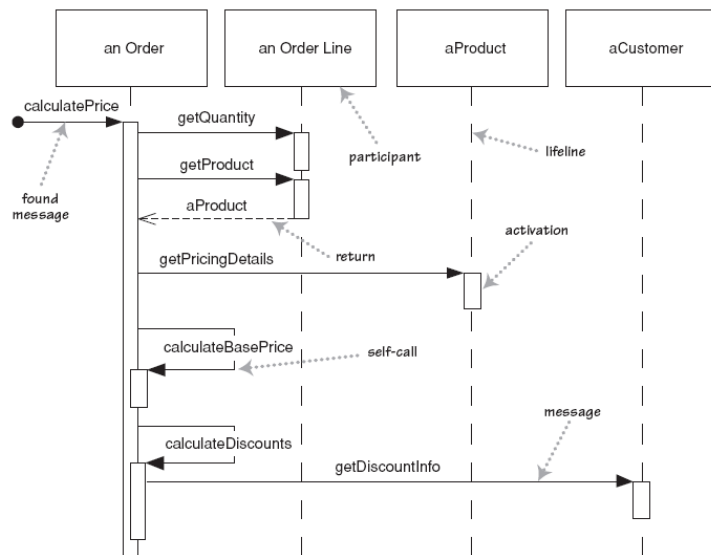 an Order
an Order Line
aProduct
aCustomer
calculatePrice
getQuantity
participant
lifeline
getProduct
found
message
aProduct
return
activation
getPricingDetails
calculateBasePrice
self-call
message
calculateDiscounts
getDiscountInfo